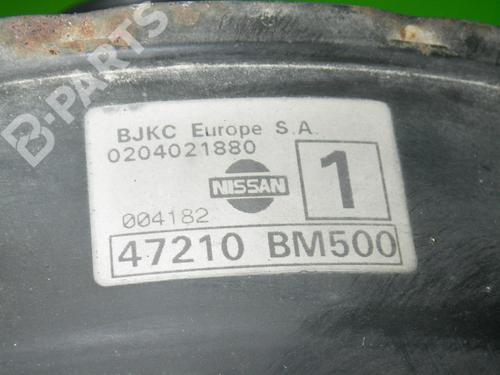 B-PARTS
BJKC Europe S.A.
0204021880
NISSAN
1
004182
47210 BM500